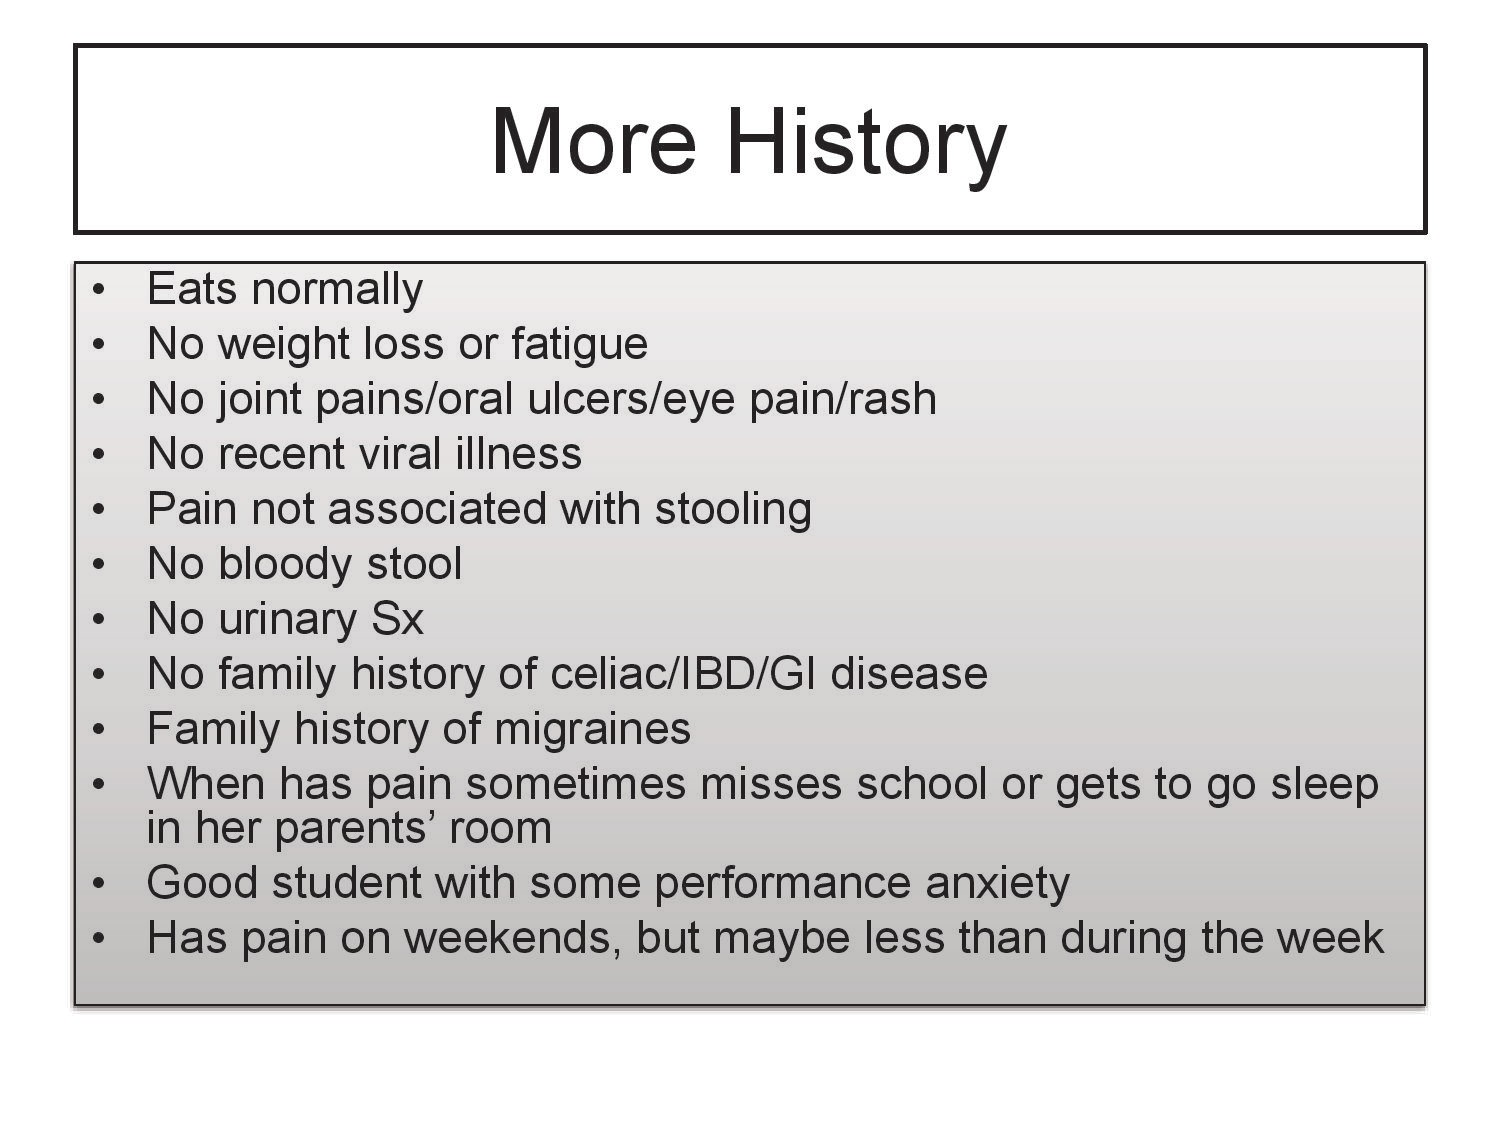 More History
• Eats normally
• No weight loss or fatigue
• No joint pains/oral ulcers/eye pain/rash
• No recent viral illness
• Pain not associated with stooling
• No bloody stool
• No urinary Sx
• No family history of celiac/IBD/GI disease
• Family history of migraines
• When has pain sometimes misses school or gets to go sleep
in her parents’ room
• Good student with some performance anxiety
• Has pain on weekends, but maybe less than during the week